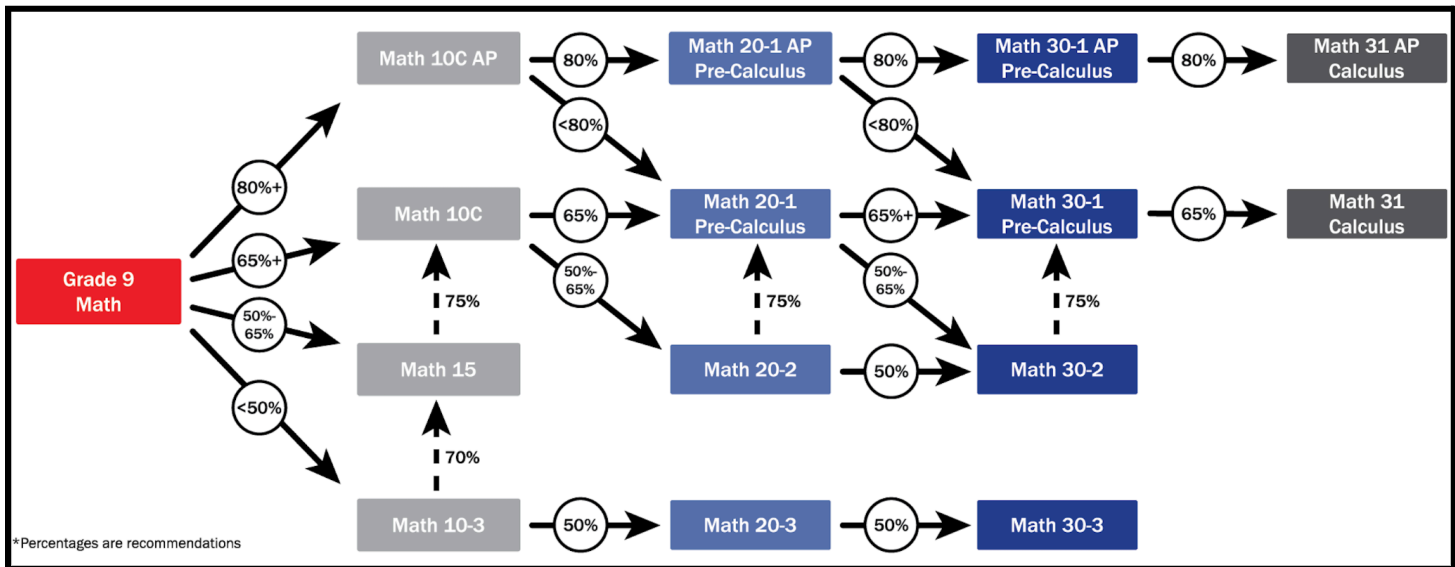 Math 10C AP
80%
Math 20-1 AP
Pre-Calculus
80%
Math 30-1 AP
Pre-Calculus
80%
Math 31 AP
Calculus
<80%
<80%
80%+
Math 10C
65%
Math 20-1
Pre-Calculus
65%+
Math 30-1
Pre-Calculus
65%
Math 31
Calculus
65%+
Grade 9
Math
50%-
65%
50%-
65%
50%-
65%
75%
75%
75%
Math 15
Math 20-2
50%
Math 30-2
<50%
70%
Math 10-3
50%
Math 20-3
50%
Math 30-3
*Percentages are recommendations